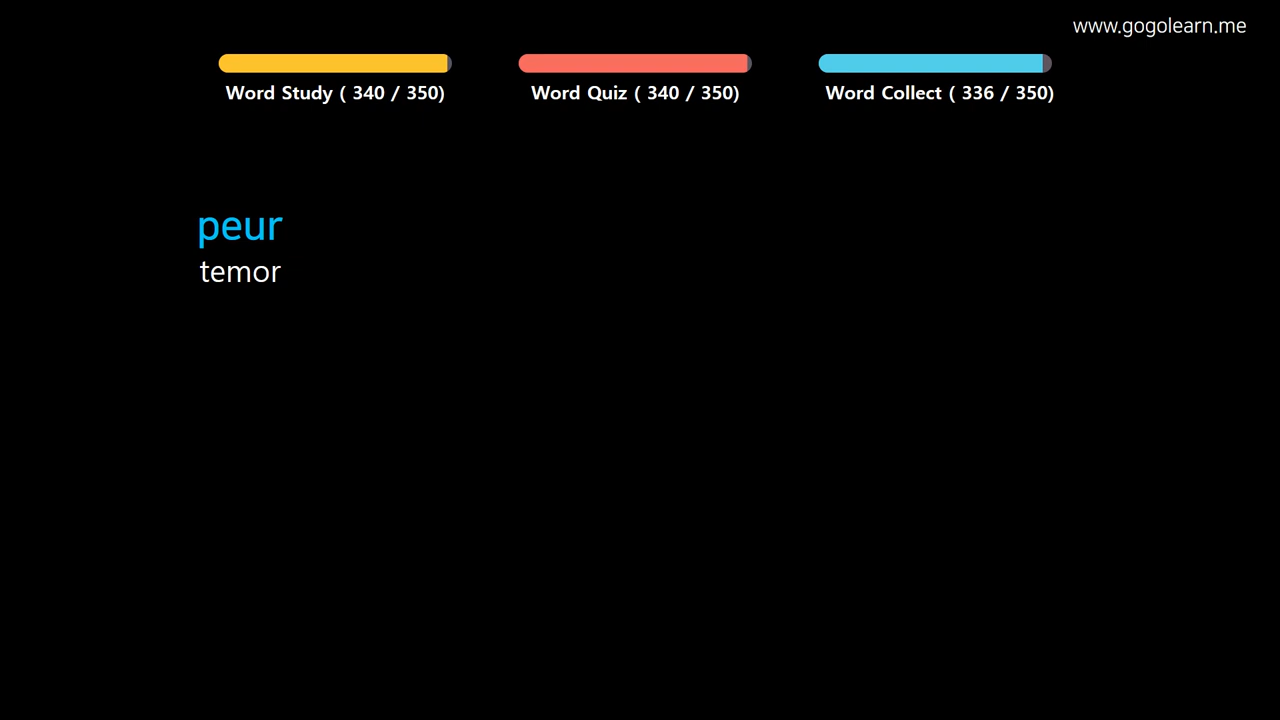 www.gogolearn.me
Word Study ( 340 / 350)
Word Quiz ( 340 / 350)
Word Collect ( 336 / 350)
peur
temor